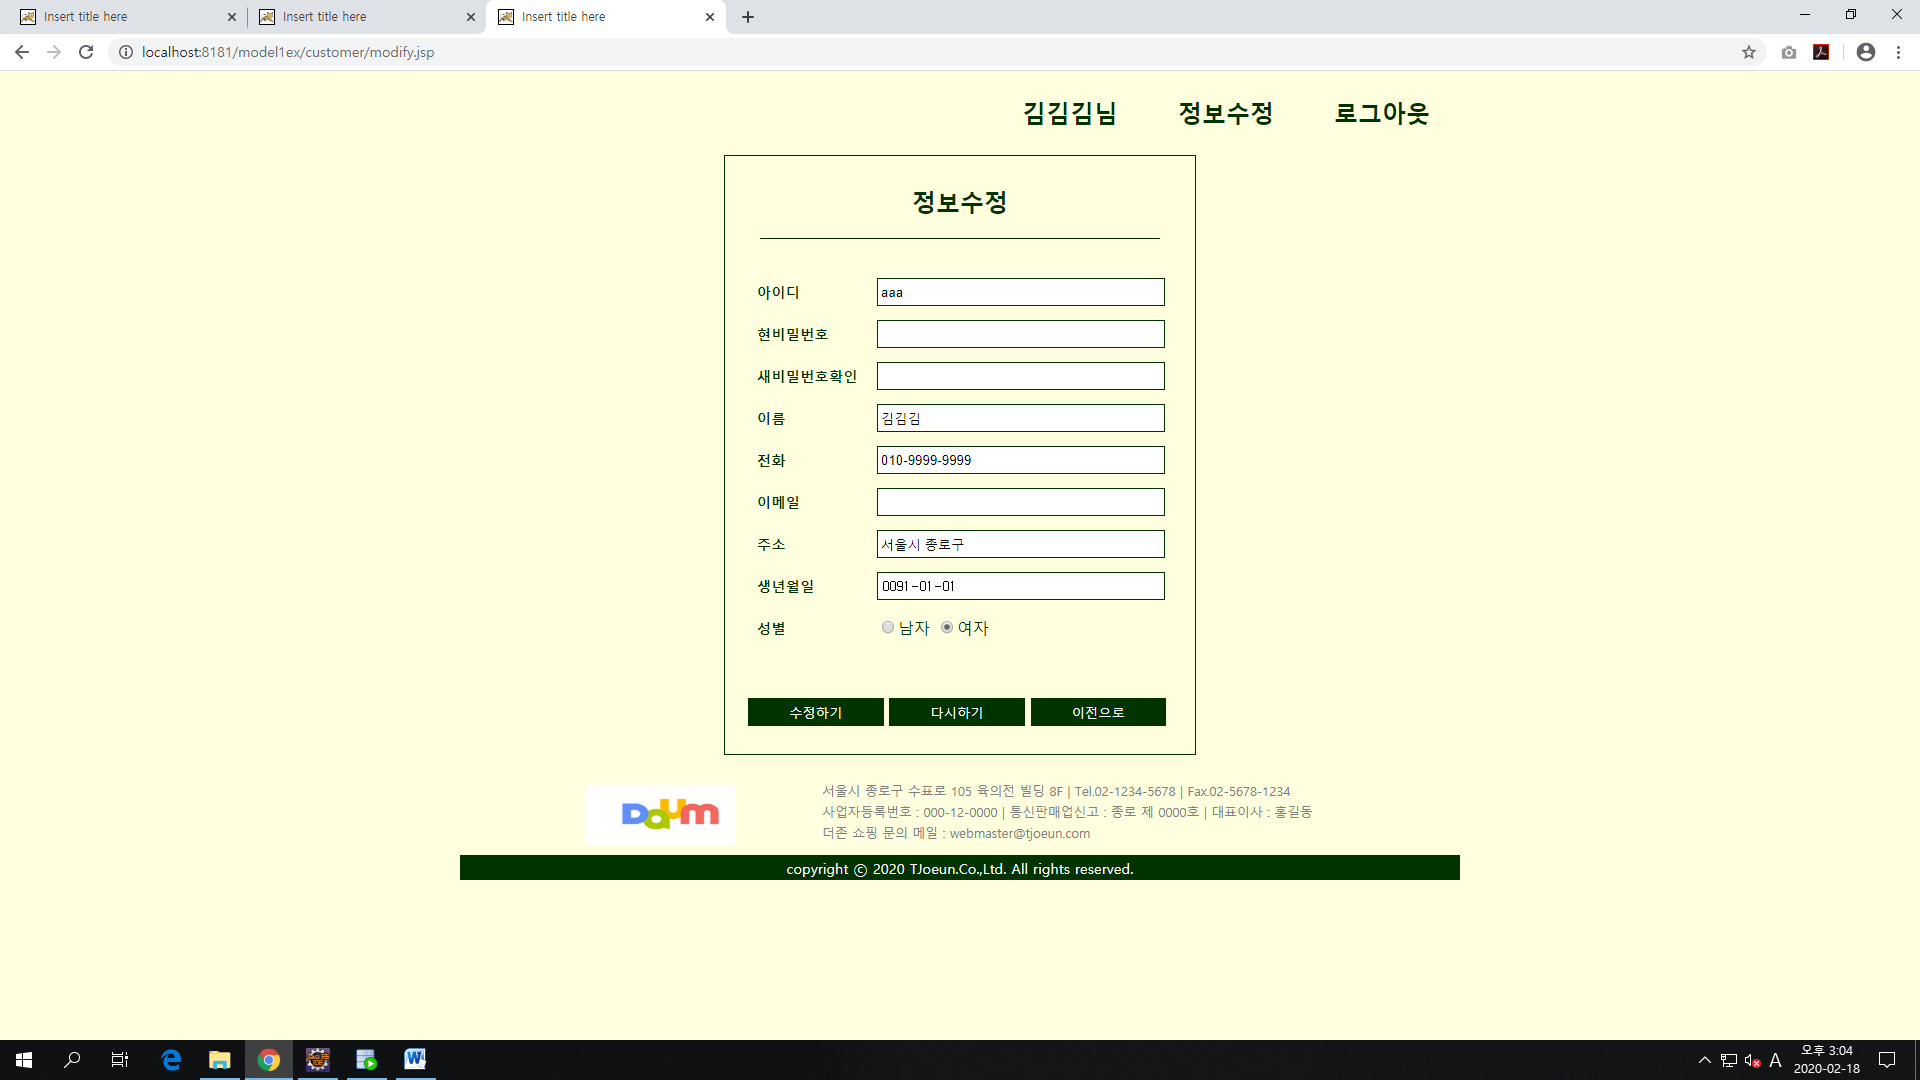 Insert title here
Insert title here
Insert title here
localhost:8181/model1ex/customer/modify.jsp
김김김님 정보수정 로그아웃
정보수정
아이디 aaa
현비밀번호
새비밀번호확인
이름 김김김
전화 010-9999-9999
이메일
주소 서울시 종로구
생년월일 0091-01-01
성별 남자 여자
수정하기 다시하기 이전으로
Daum
서울시 종로구 수표로 105 육의전 빌딩 8F | Tel.02-1234-5678 | Fax.02-5678-1234
사업자등록번호 : 000-12-0000 | 통신판매업신고 : 종로 제 0000호 | 대표이사 : 홍길동
더존 쇼핑 문의 메일 : webmaster@tjoeun.com
copyright ⓒ 2020 TJoeun.Co.,Ltd. All rights reserved.
A
오후 3:04
2020-02-18